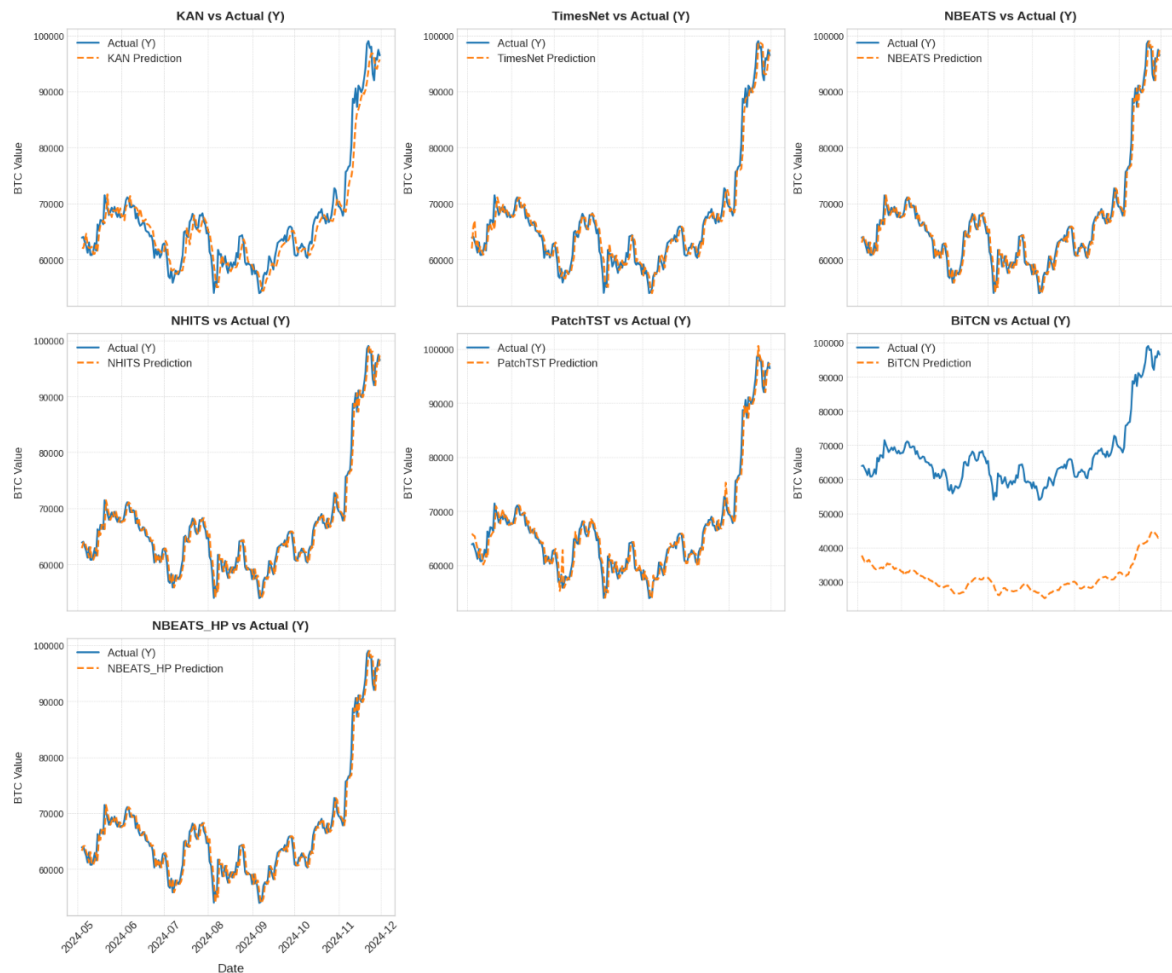 KAN vs Actual (Y)
100000
90000
80000
70000
60000
BTC Value
Actual (Y)
KAN Prediction
TimesNet vs Actual (Y)
100000
90000
80000
70000
60000
BTC Value
Actual (Y)
TimesNet Prediction
NBEATS vs Actual (Y)
100000
90000
80000
70000
60000
BTC Value
Actual (Y)
NBEATS Prediction
NHITS vs Actual (Y)
100000
90000
80000
70000
60000
BTC Value
Actual (Y)
NHITS Prediction
PatchTST vs Actual (Y)
100000
90000
80000
70000
60000
BTC Value
Actual (Y)
PatchTST Prediction
BiTCN vs Actual (Y)
100000
90000
80000
70000
60000
50000
40000
30000
BTC Value
Actual (Y)
BiTCN Prediction
NBEATS_HP vs Actual (Y)
100000
90000
80000
70000
60000
BTC Value
Actual (Y)
NBEATS_HP Prediction
2024-05
2024-06
2024-07
2024-08
2024-09
2024-10
2024-11
2024-12
Date